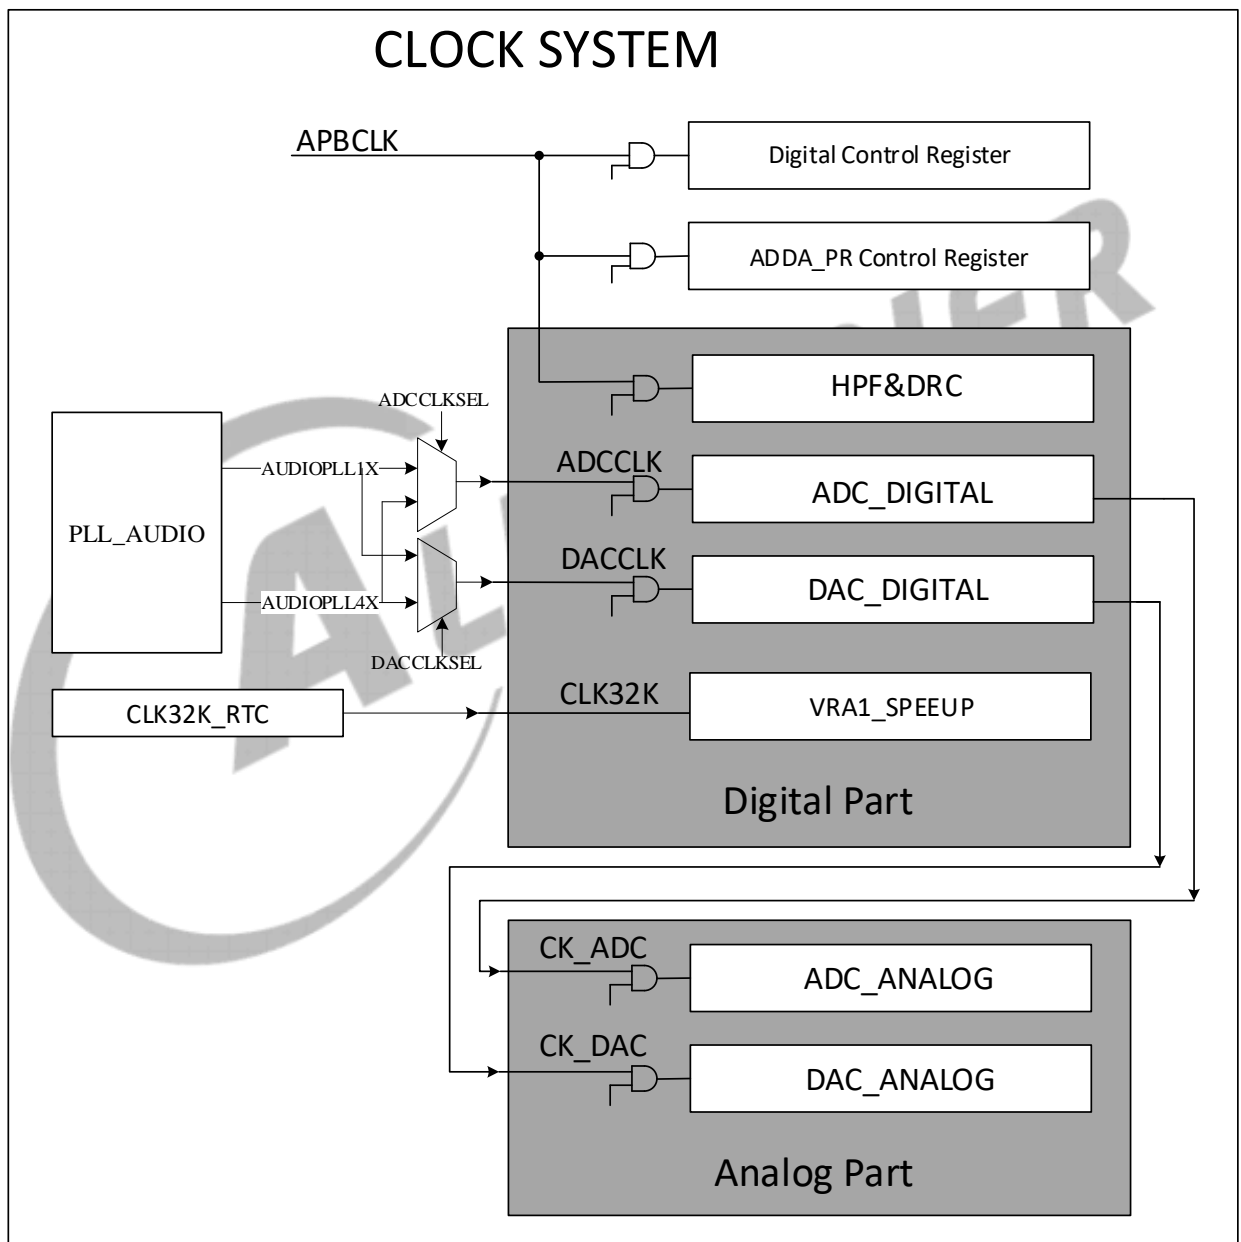 CLOCK SYSTEM
APBCLK
Digital Control Register
ADDA_PR Control Register
HPF&DRC
ADCCLKSEL
ADCCLK
AUDIOPLL1X
ADC_DIGITAL
PLL_AUDIO
DACCLK
DAC_DIGITAL
AUDIOPLL4X
DACCLKSEL
CLK32K
CLK32K_RTC
VRA1_SPEEUP
Digital Part
CK_ADC
ADC_ANALOG
CK_DAC
DAC_ANALOG
Analog Part